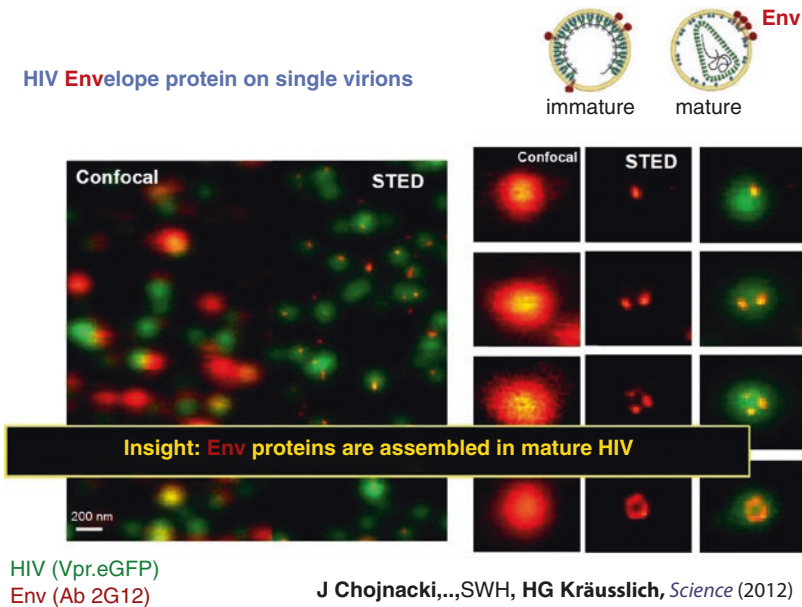 Env
HIV Envelope protein on single virions
immature mature
Confocal STED
Confocal STED
Insight: Env proteins are assembled in mature HIV
200 nm
HIV (Vpr.eGFP)
Env (Ab 2G12)
J Chojnacki,..,SWH, HG Kräusslich, Science (2012)